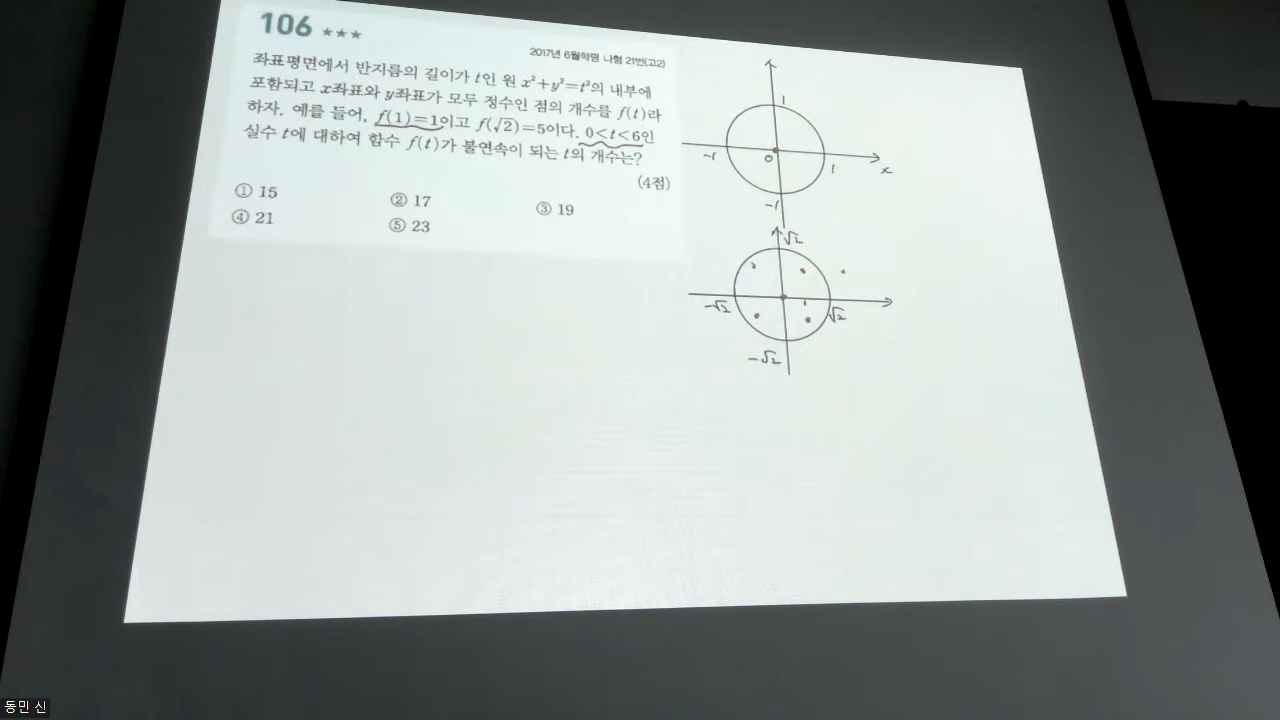 106 ★★★
2017년 6월학평 나형 21번(고2)
좌표평면에서 반지름의 길이가 t인 원 x²+y²=t²의 내부에
포함되고 x좌표와 y좌표가 모두 정수인 점의 개수를 f(t)라
하자. 예를 들어, f(1)=1이고 f(√2)=5이다. 0<t<6인
실수 t에 대하여 함수 f(t)가 불연속이 되는 t의 개수는?
(4점)
① 15 ② 17 ③ 19
④ 21 ⑤ 23
1
-1 0 1 x
-1
√2
-√2 1 √2
-√2
동민 신